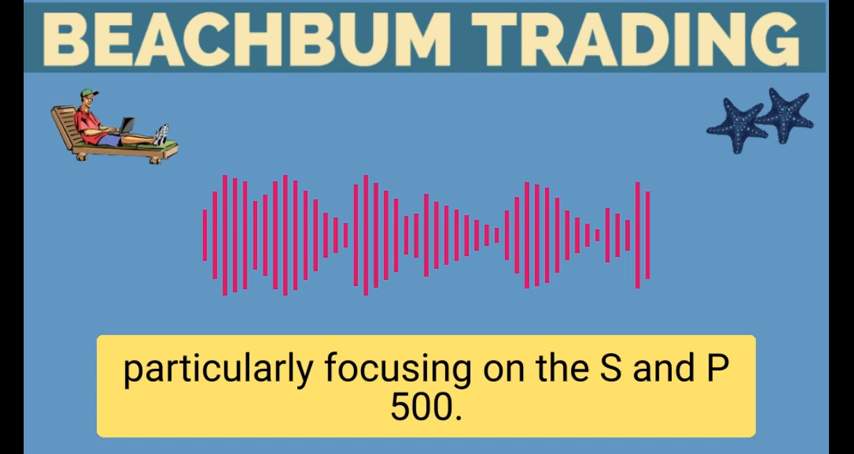 BEACHBUM TRADING
particularly focusing on the S and P
500.